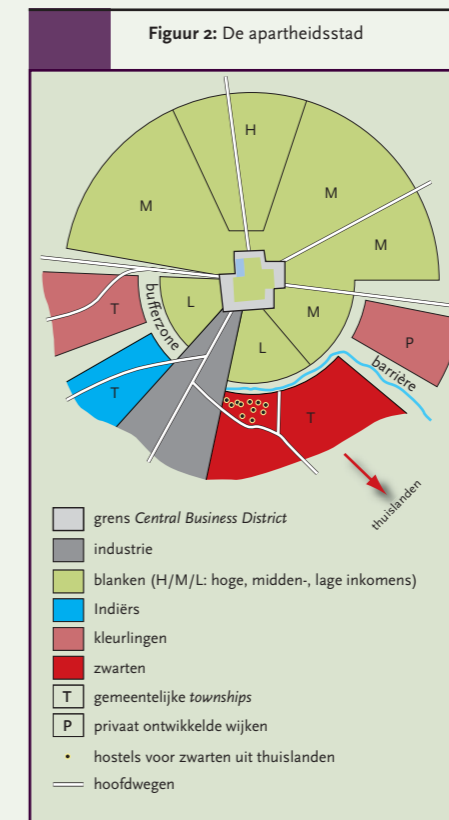 Figuur 2: De apartheidsstad
H
M
M
M
T
bufferzone
L
M
P
L
barrière
T
T
thuislanden
grens Central Business District
industrie
blanken (H/M/L: hoge, midden-, lage inkomens)
Indiërs
kleurlingen
zwarten
T gemeentelijke townships
P privaat ontwikkelde wijken
hostels voor zwarten uit thuislanden
hoofdwegen